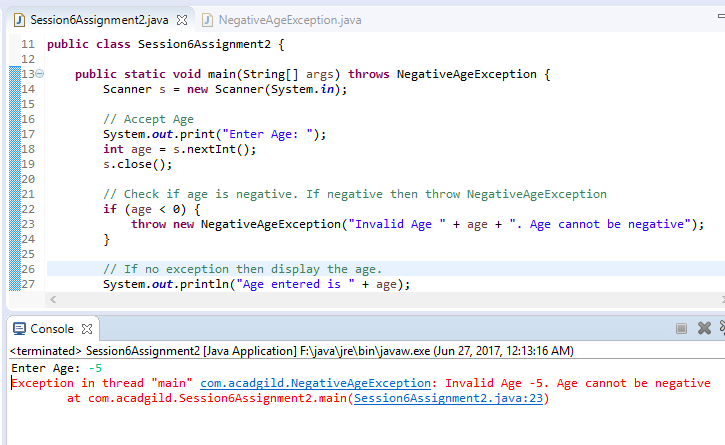 Session6Assignment2.java NegativeAgeException.java
11 public class Session6Assignment2 {
12
13 public static void main(String[] args) throws NegativeAgeException {
14 Scanner s = new Scanner(System.in);
15
16 // Accept Age
17 System.out.print("Enter Age: ");
18 int age = s.nextInt();
19 s.close();
20
21 // Check if age is negative. If negative then throw NegativeAgeException
22 if (age < 0) {
23 throw new NegativeAgeException("Invalid Age " + age + ". Age cannot be negative");
24 }
25
26 // If no exception then display the age.
27 System.out.println("Age entered is " + age);
Console
<terminated> Session6Assignment2 [Java Application] F:\java\jre\bin\javaw.exe (Jun 27, 2017, 12:13:16 AM)
Enter Age: -5
Exception in thread "main" com.acadgild.NegativeAgeException: Invalid Age -5. Age cannot be negative
at com.acadgild.Session6Assignment2.main(Session6Assignment2.java:23)